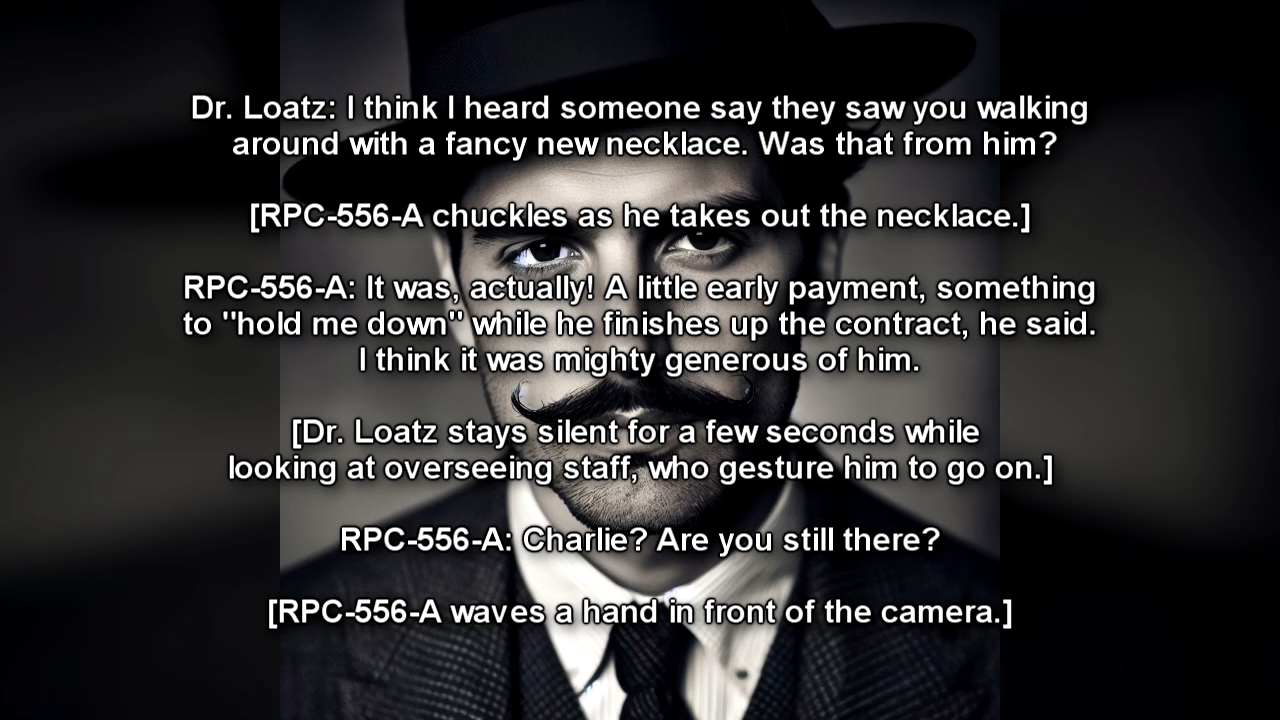 Dr. Loatz: I think I heard someone say they saw you walking
around with a fancy new necklace. Was that from him?
[RPC-556-A chuckles as he takes out the necklace.]
RPC-556-A: It was, actually! A little early payment, something
to "hold me down" while he finishes up the contract, he said.
I think it was mighty generous of him.
[Dr. Loatz stays silent for a few seconds while
looking at overseeing staff, who gesture him to go on.]
RPC-556-A: Charlie? Are you still there?
[RPC-556-A waves a hand in front of the camera.]